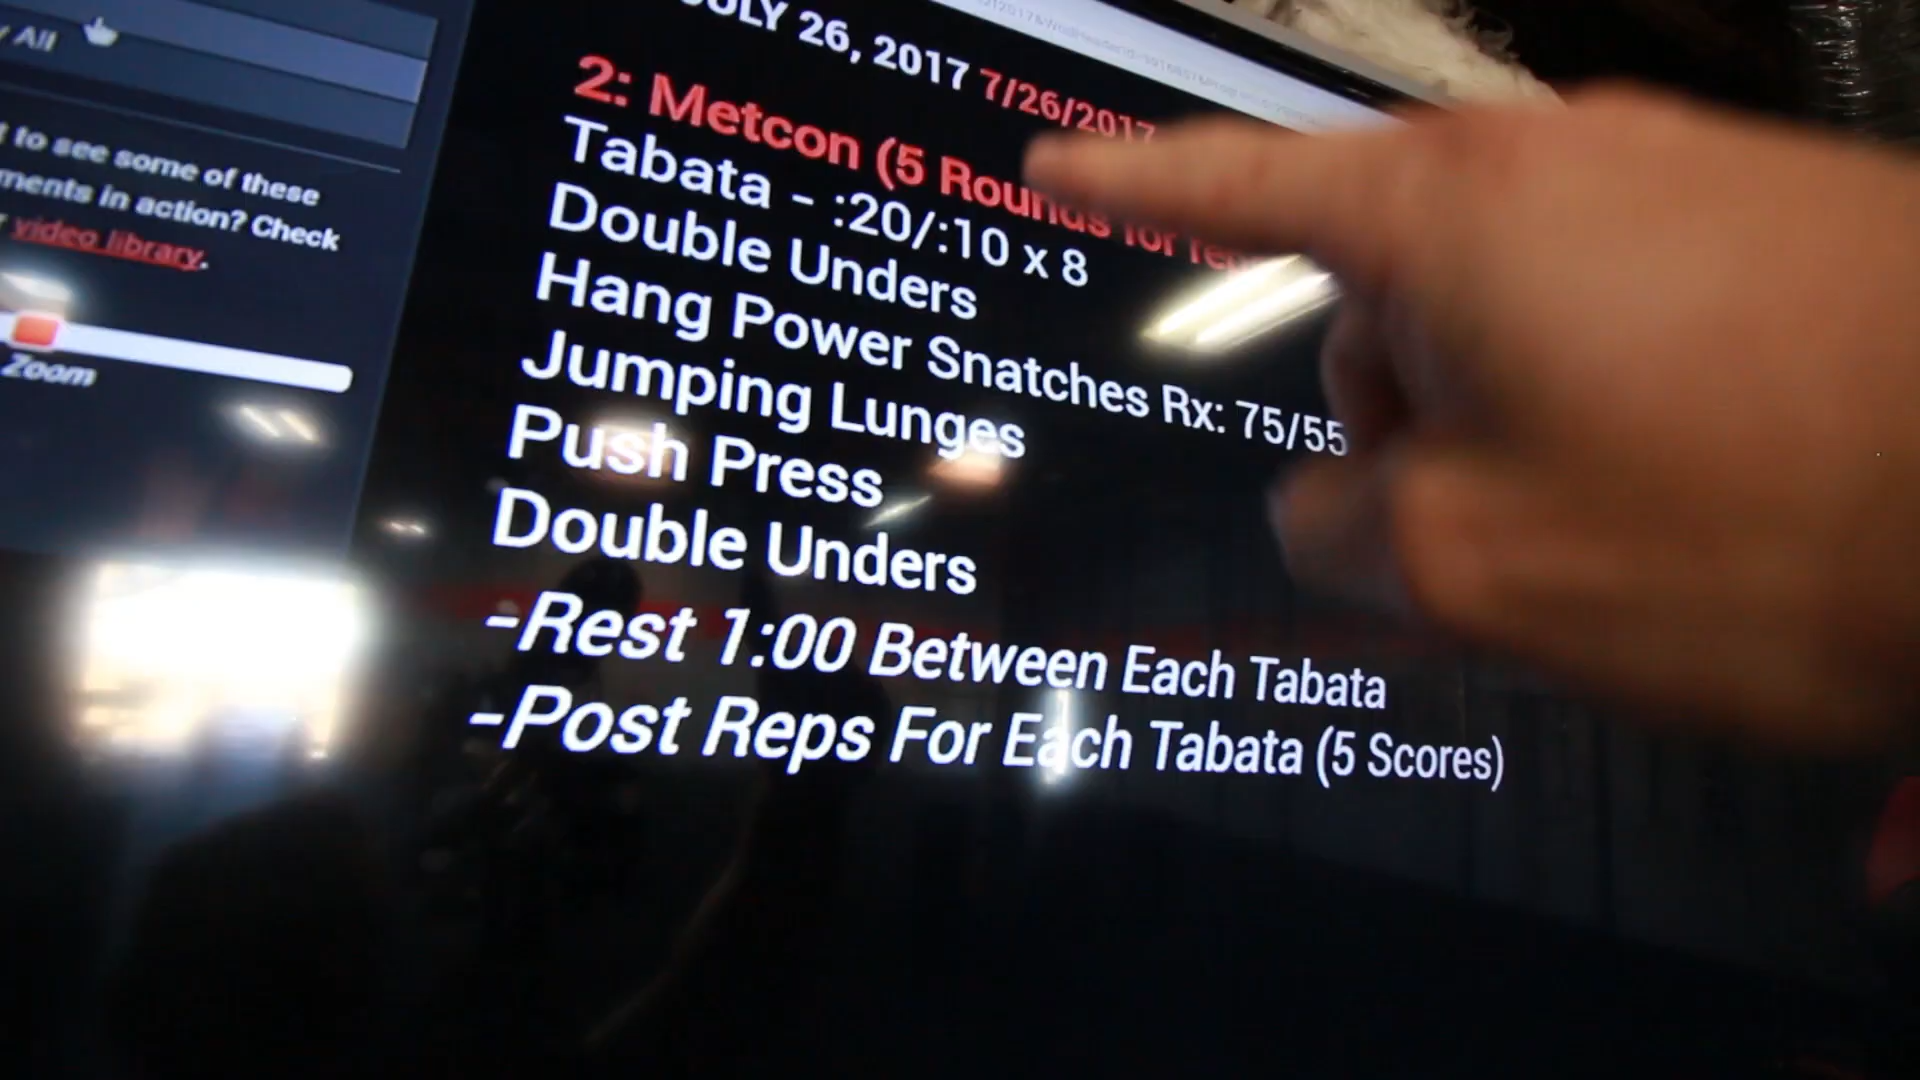 All
to see some of these
ments in action? Check
video library.
Zoom
JULY 26, 2017 7/26/2017
2: Metcon (5 Rounds for reps
Tabata - :20/:10 x 8
Double Unders
Hang Power Snatches Rx: 75/55
Jumping Lunges
Push Press
Double Unders
-Rest 1:00 Between Each Tabata
-Post Reps For Each Tabata (5 Scores)